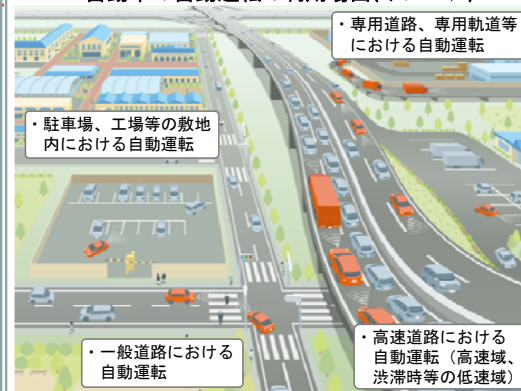 ・専用道路、専用軌道等
における自動運転
・駐車場、工場等の敷地
内における自動運転
・一般道路における
自動運転
・高速道路における
自動運転（高速域、
渋滞時等の低速域）